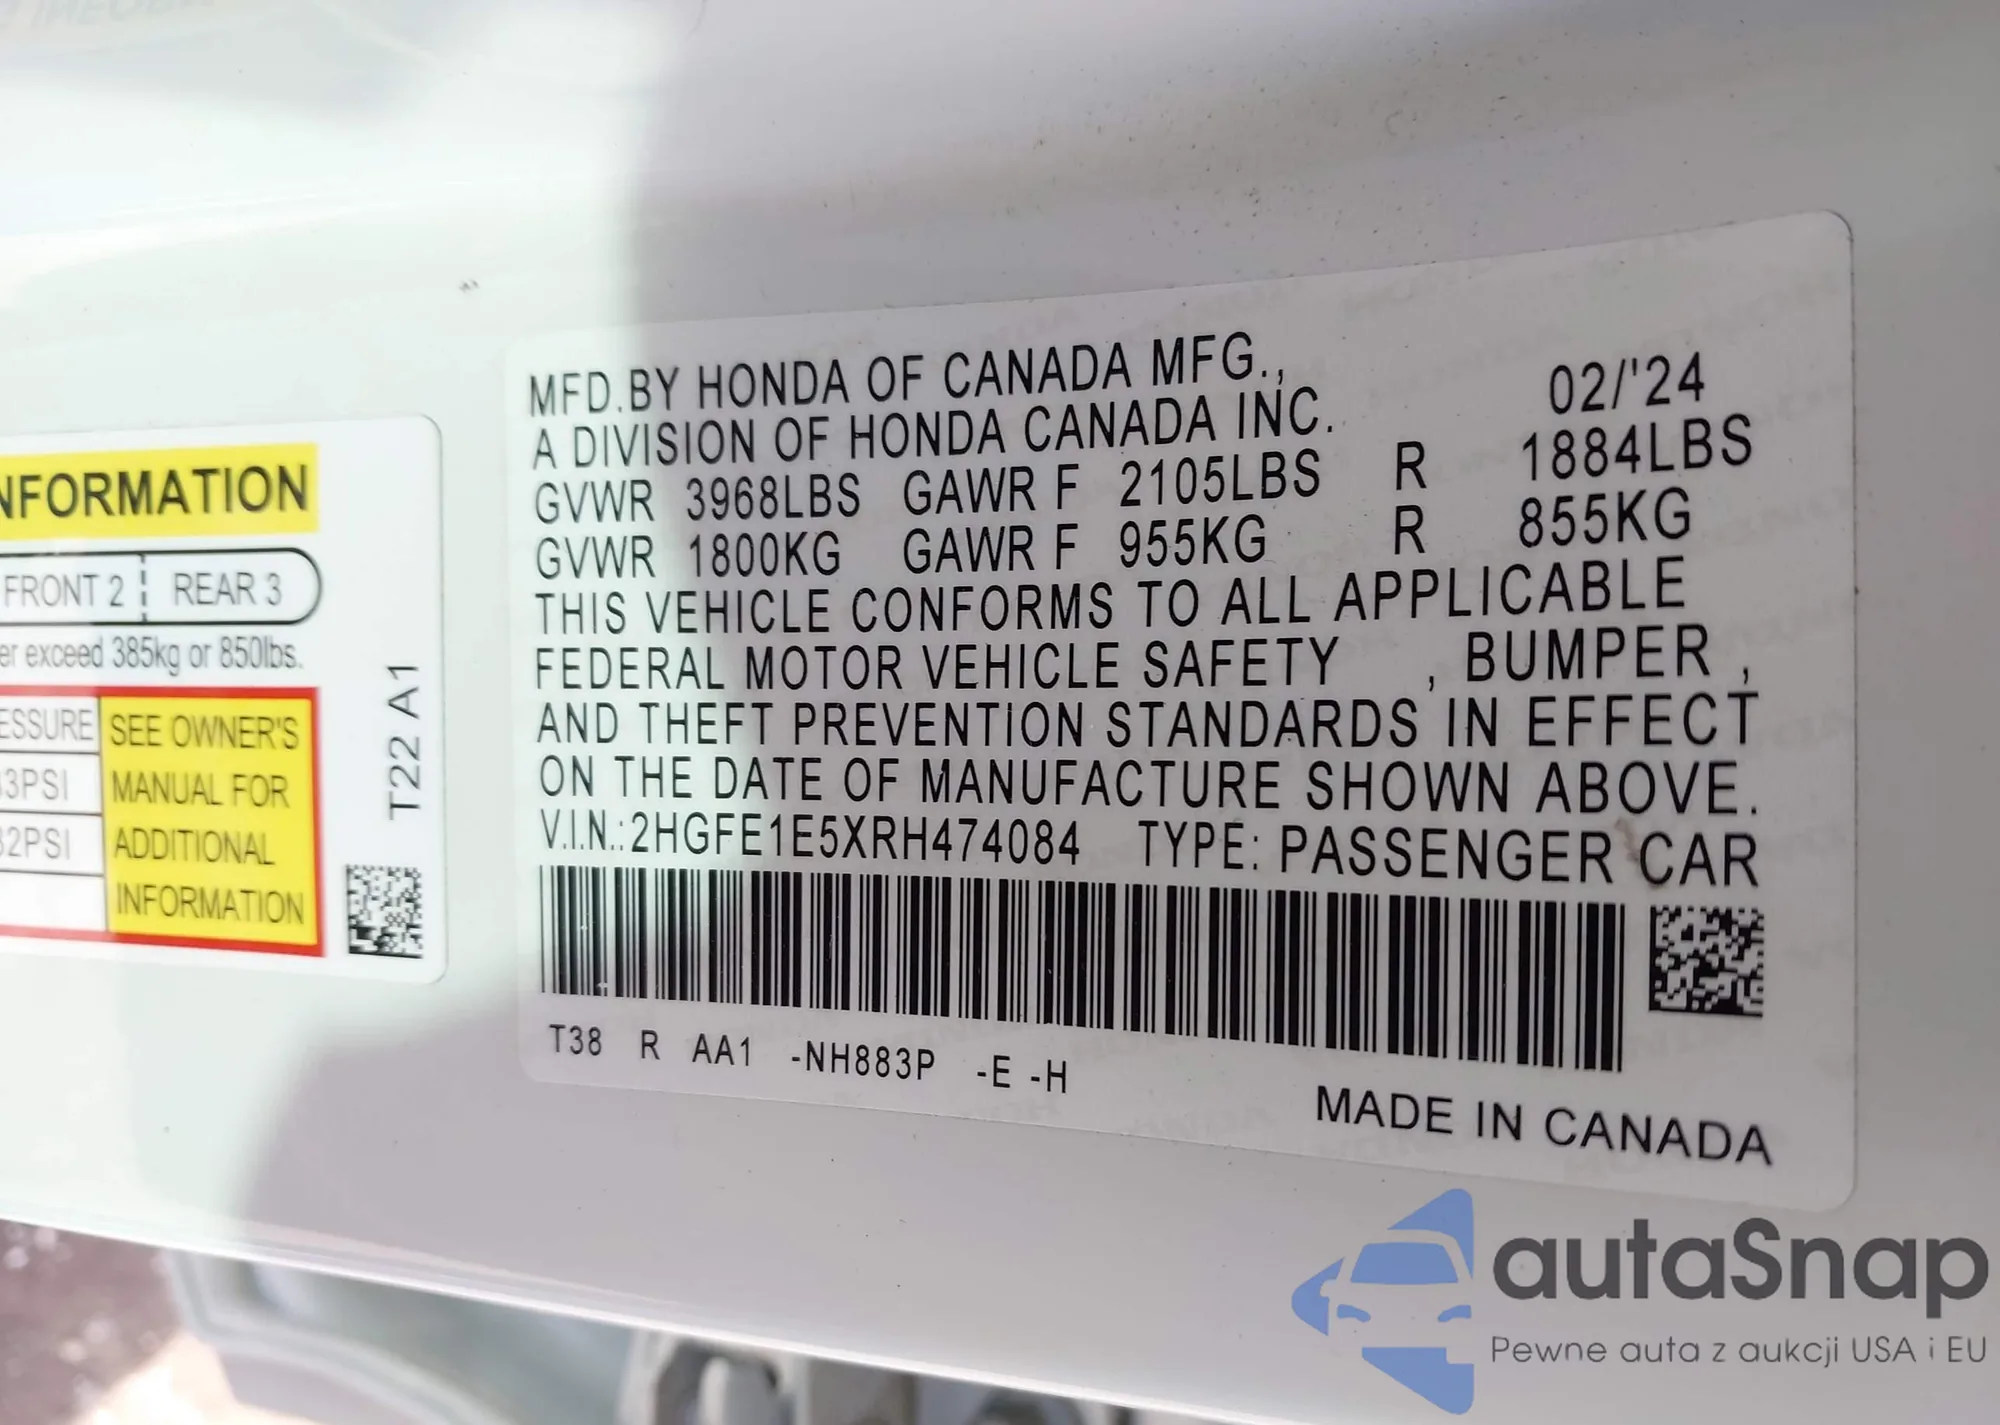 NFORMATION
FRONT 2 REAR 3
er exceed 385kg or 850lbs.
ESSURE
3PSI
2PSI
SEE OWNER'S
MANUAL FOR
ADDITIONAL
INFORMATION
T22 A1
MFD.BY HONDA OF CANADA MFG., 02/'24
A DIVISION OF HONDA CANADA INC.
GVWR 3968LBS GAWR F 2105LBS R 1884LBS
GVWR 1800KG GAWR F 955KG R 855KG
THIS VEHICLE CONFORMS TO ALL APPLICABLE
FEDERAL MOTOR VEHICLE SAFETY , BUMPER ,
AND THEFT PREVENTION STANDARDS IN EFFECT
ON THE DATE OF MANUFACTURE SHOWN ABOVE.
V.I.N.:2HGFE1E5XRH474084 TYPE: PASSENGER CAR
T38 R AA1 -NH883P -E -H
MADE IN CANADA
autaSnap
Pewne auta z aukcji USA i EU